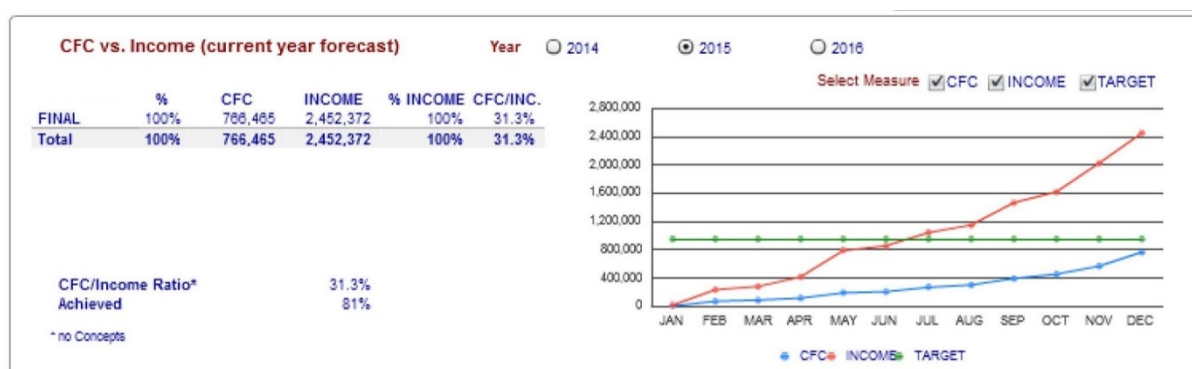 CFC vs. Income (current year forecast)
Year 2014 2015 2016
Select Measure CFC INCOME TARGET
% CFC INCOME % INCOME CFC/INC.
FINAL 100% 766,465 2,452,372 100% 31.3%
Total 100% 766,465 2,452,372 100% 31.3%
CFC/Income Ratio* 31.3%
Achieved 81%
* no Concepts
2,800,000
2,400,000
2,000,000
1,600,000
1,200,000
800,000
400,000
0
JAN FEB MAR APR MAY JUN JUL AUG SEP OCT NOV DEC
CFC INCOME TARGET